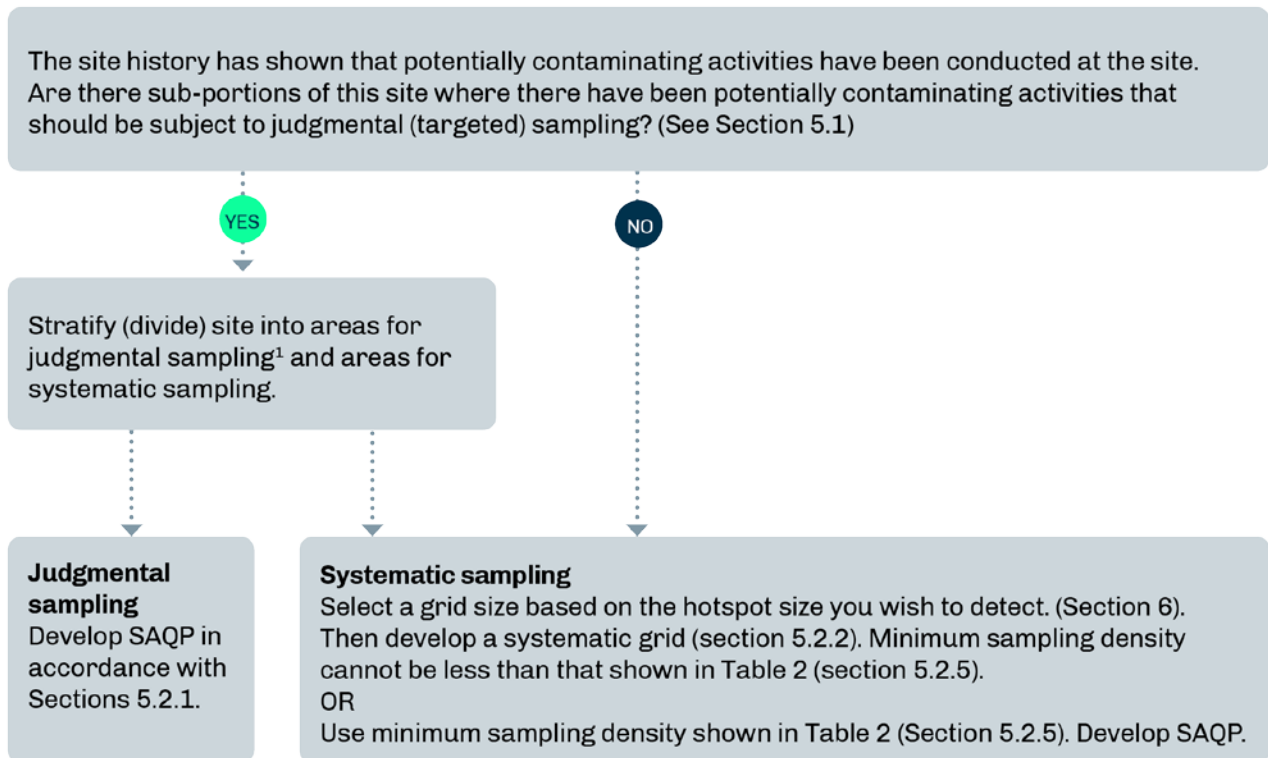 The site history has shown that potentially contaminating activities have been conducted at the site.
Are there sub-portions of this site where there have been potentially contaminating activities that
should be subject to judgmental (targeted) sampling? (See Section 5.1)
YES
NO
Stratify (divide) site into areas for
judgmental sampling¹ and areas for
systematic sampling.
Judgmental
sampling
Develop SAQP in
accordance with
Sections 5.2.1.
Systematic sampling
Select a grid size based on the hotspot size you wish to detect. (Section 6).
Then develop a systematic grid (section 5.2.2). Minimum sampling density
cannot be less than that shown in Table 2 (section 5.2.5).
OR
Use minimum sampling density shown in Table 2 (Section 5.2.5). Develop SAQP.